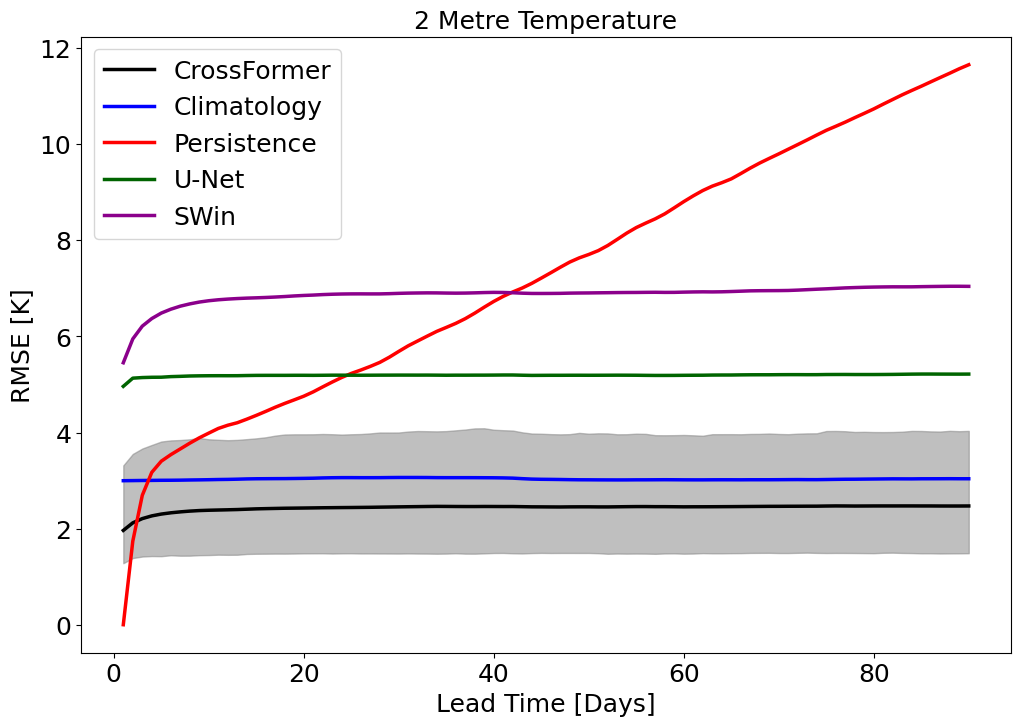 2 Metre Temperature
12
10
8
6
4
2
0
RMSE [K]
CrossFormer
Climatology
Persistence
U-Net
SWin
0
20
40
60
80
Lead Time [Days]